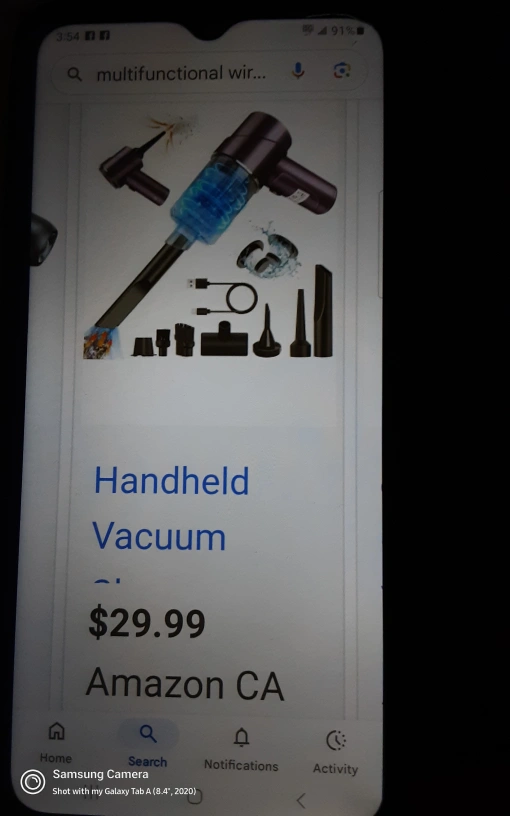 3:54
91%
multifunctional wir...
Handheld
Vacuum
$29.99
Amazon CA
Home
Search
Notifications
Activity
Samsung Camera
Shot with my Galaxy Tab A (8.4", 2020)